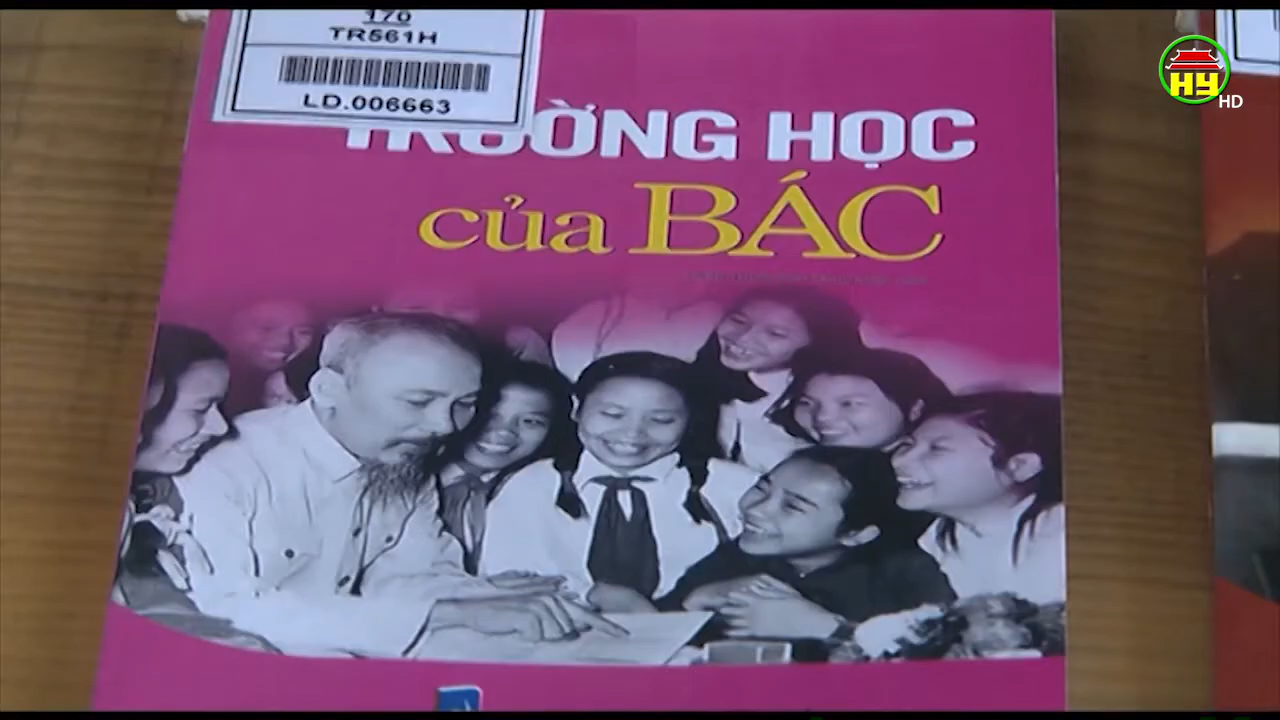 170
TR561H
LD.006663
TRƯỜNG HỌC
của BÁC
HY
HD